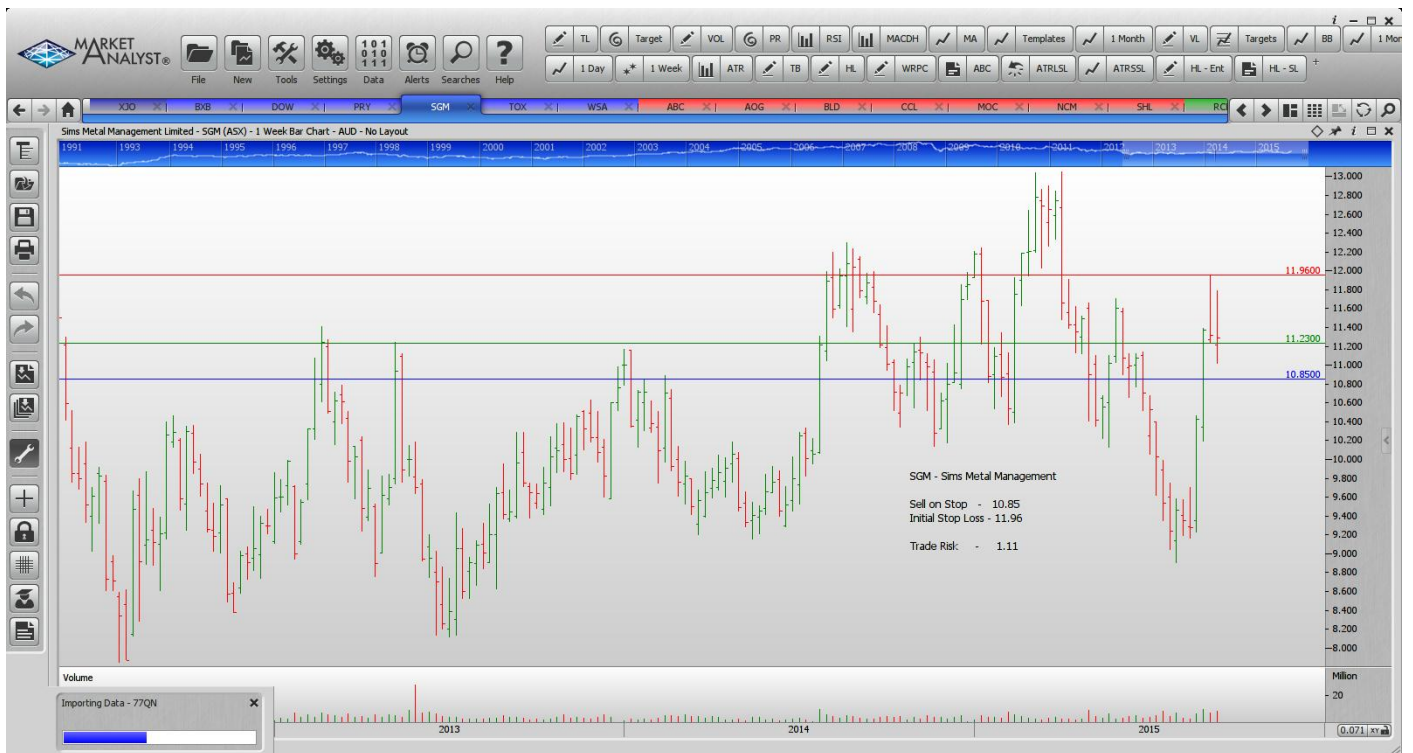 MARKET
ANALYST®
File
New
Tools
Settings
101
010
111
Data
Alerts
Searches
?
Help
TL
Target
VOL
PR
RSI
MACDH
MA
Templates
1 Month
VL
Targets
BB
1 Mor
1 Day
1 Week
ATR
TB
HL
WRPC
ABC
ATRLSL
ATRSSL
HL - Ent
HL - SL
XJO
BXB
DOW
PRY
SGM
TOX
WSA
ABC
AOG
BLD
CCL
MOC
NCM
SHL
Sims Metal Management Limited - SGM (ASX) - 1 Week Bar Chart - AUD - No Layout
1991 1993 1994 1995 1996 1997 1998 1999 2000 2001 2002 2003 2004 2005 2006 2007 2008 2009 2010 2011 2012 2013 2014 2015
13.000
12.800
12.600
12.400
12.200
11.9600 12.000
11.800
11.600
11.400
11.2300 11.200
11.000
10.8500 10.800
10.600
10.400
10.200
10.000
9.800
9.600
9.400
9.200
9.000
8.800
8.600
8.400
8.200
8.000
SGM - Sims Metal Management
Sell on Stop - 10.85
Initial Stop Loss - 11.96
Trade Risk - 1.11
Volume
Million
20
Importing Data - 77QN
2013
2014
2015
0.071 XY